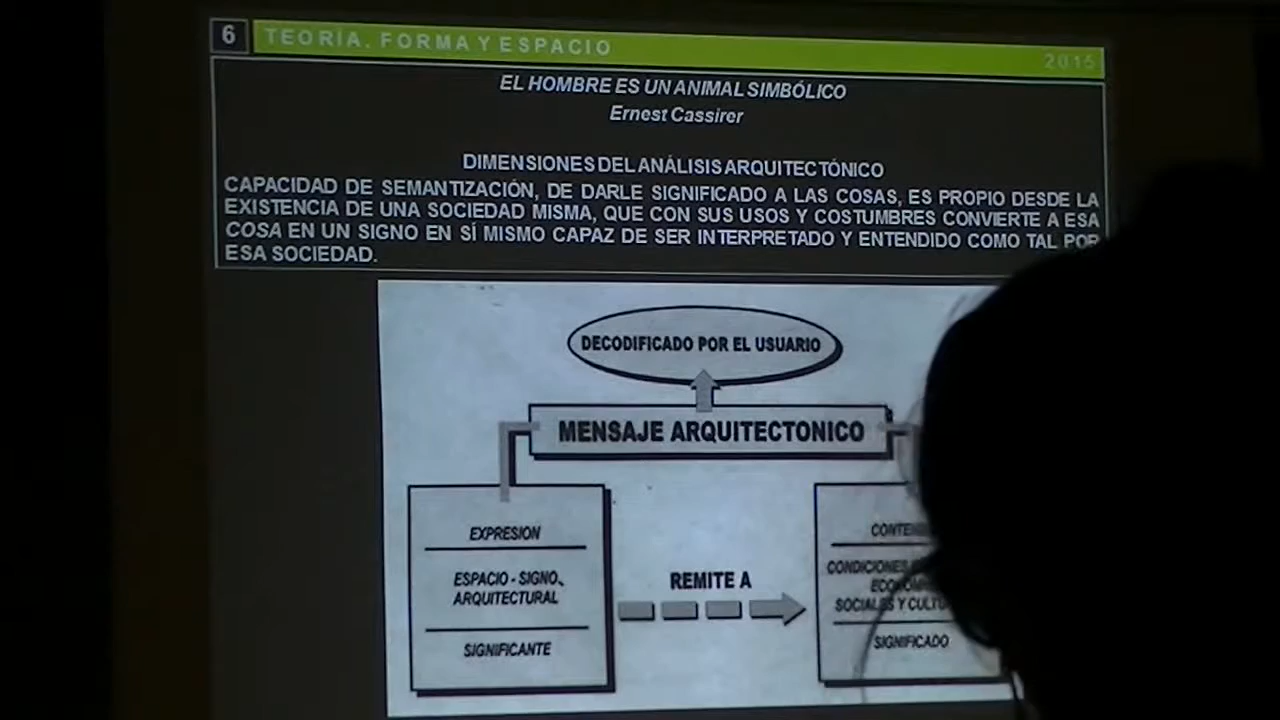 6 TEORÍA. FORMA Y ESPACIO 2015
EL HOMBRE ES UN ANIMAL SIMBÓLICO
Ernest Cassirer
DIMENSIONES DEL ANÁLISIS ARQUITECTÓNICO
CAPACIDAD DE SEMANTIZACIÓN, DE DARLE SIGNIFICADO A LAS COSAS, ES PROPIO DESDE LA
EXISTENCIA DE UNA SOCIEDAD MISMA, QUE CON SUS USOS Y COSTUMBRES CONVIERTE A ESA
COSA EN UN SIGNO EN SÍ MISMO CAPAZ DE SER INTERPRETADO Y ENTENDIDO COMO TAL POR
ESA SOCIEDAD.
DECODIFICADO POR EL USUARIO
MENSAJE ARQUITECTONICO
EXPRESION
ESPACIO - SIGNO
ARQUITECTURAL
SIGNIFICANTE
REMITE A
CONDICIONES
SOCIALES Y
SIGNIFICADO